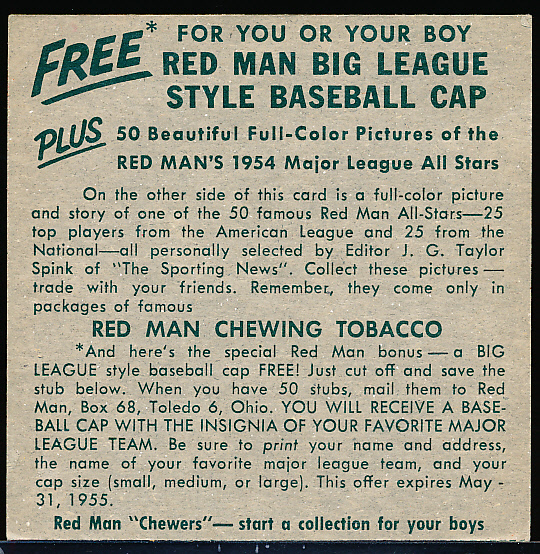 FREE* FOR YOU OR YOUR BOY
RED MAN BIG LEAGUE
STYLE BASEBALL CAP
PLUS 50 Beautiful Full-Color Pictures of the
RED MAN'S 1954 Major League All Stars
On the other side of this card is a full-color picture
and story of one of the 50 famous Red Man All-Stars—25
top players from the American League and 25 from the
National—all personally selected by Editor J. G. Taylor
Spink of "The Sporting News". Collect these pictures —
trade with your friends. Remember, they come only in
packages of famous
RED MAN CHEWING TOBACCO
*And here's the special Red Man bonus — a BIG
LEAGUE style baseball cap FREE! Just cut off and save the
stub below. When you have 50 stubs, mail them to Red
Man, Box 68, Toledo 6, Ohio. YOU WILL RECEIVE A BASE-
BALL CAP WITH THE INSIGNIA OF YOUR FAVORITE MAJOR
LEAGUE TEAM. Be sure to print your name and address,
the name of your favorite major league team, and your
cap size (small, medium, or large). This offer expires May -
31, 1955.
Red Man "Chewers"— start a collection for your boys